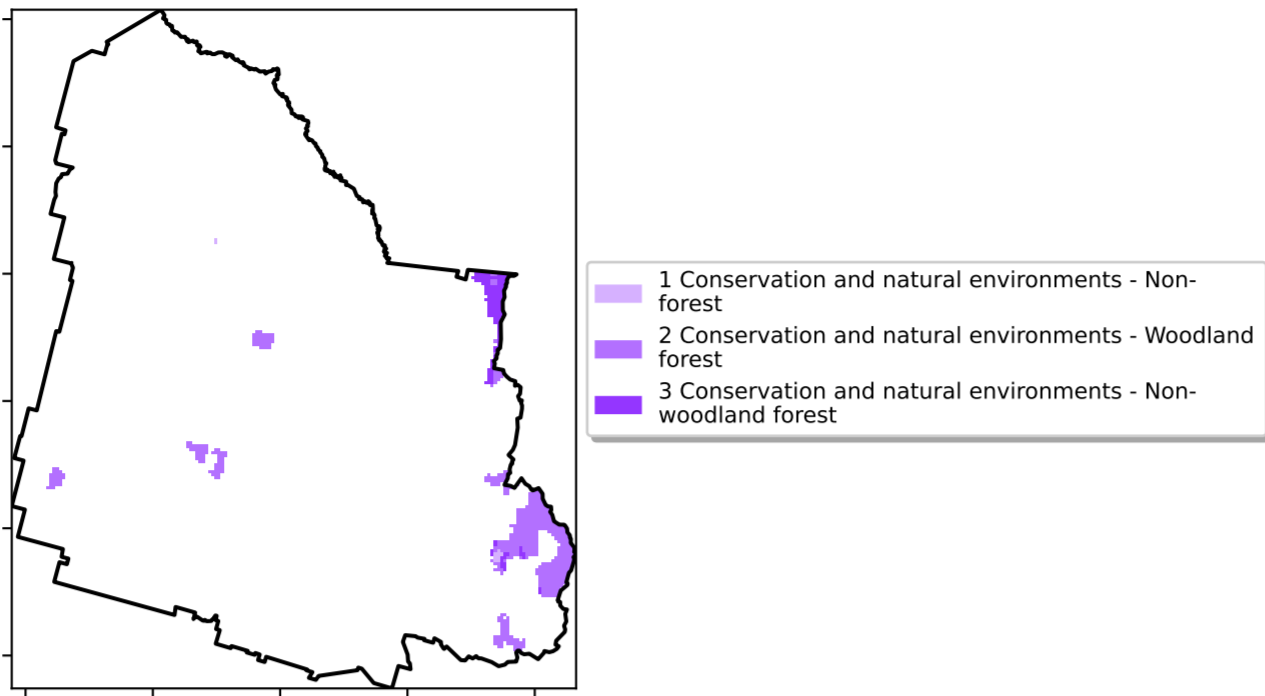 1 Conservation and natural environments - Non-
forest
2 Conservation and natural environments - Woodland
forest
3 Conservation and natural environments - Non-
woodland forest